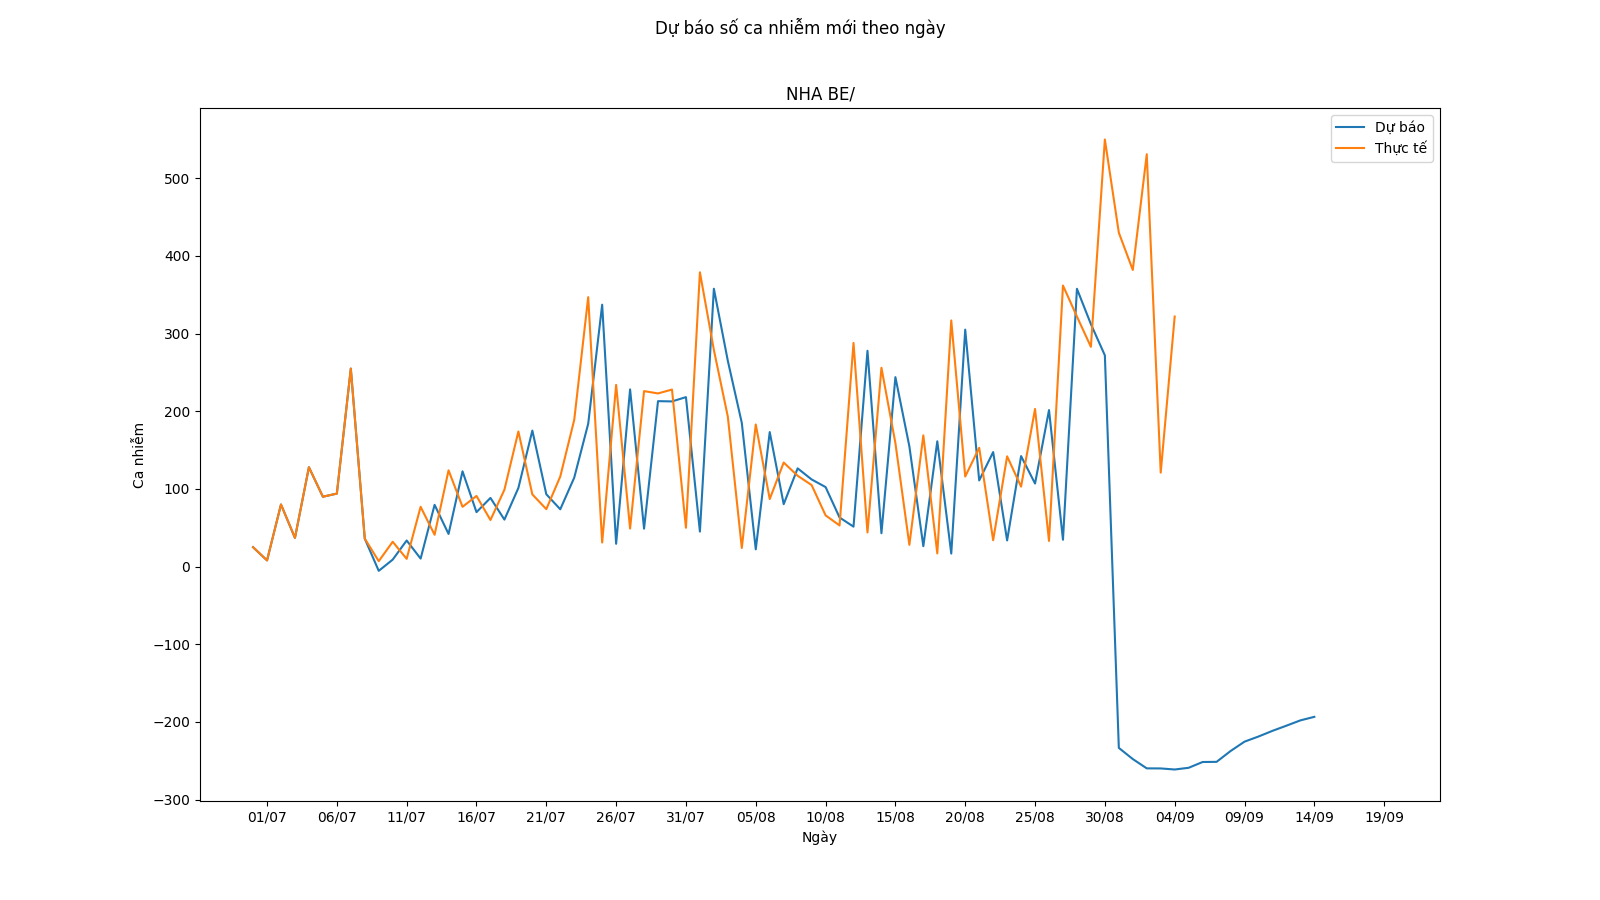 Dự báo số ca nhiễm mới theo ngày
NHA BE/
Dự báo
Thực tế
500
400
300
200
100
0
−100
−200
−300
Ca nhiễm
01/07 06/07 11/07 16/07 21/07 26/07 31/07 05/08 10/08 15/08 20/08 25/08 30/08 04/09 09/09 14/09 19/09
Ngày